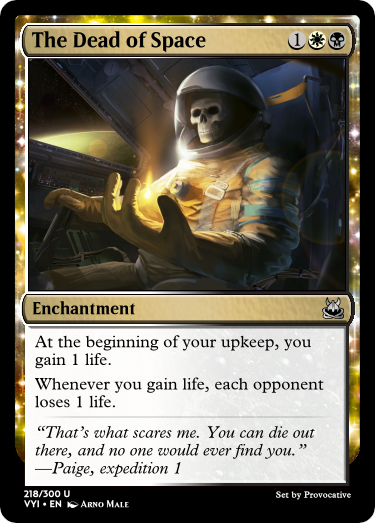 The Dead of Space 1
Enchantment
At the beginning of your upkeep, you
gain 1 life.
Whenever you gain life, each opponent
loses 1 life.
“That’s what scares me. You can die out
there, and no one would ever find you.”
—Paige, expedition 1
218/300 U
VYI • EN Arno Male
Set by Provocative